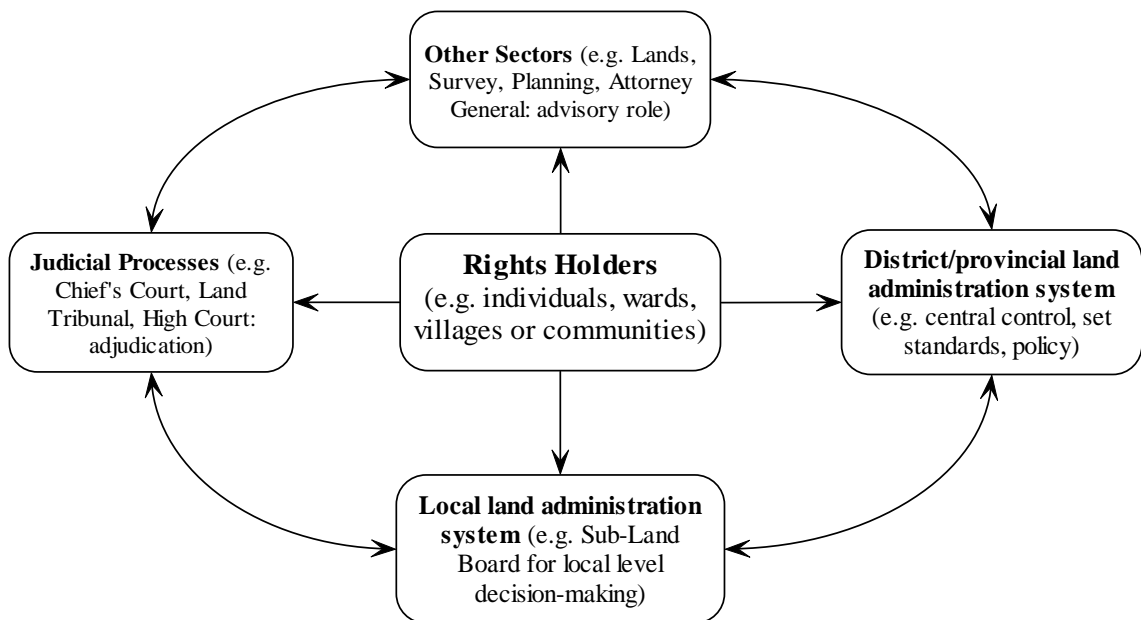 Other Sectors (e.g. Lands,
Survey, Planning, Attorney
General: advisory role)
Judicial Processes (e.g.
Chief's Court, Land
Tribunal, High Court:
adjudication)
Rights Holders
(e.g. individuals, wards,
villages or communities)
District/provincial land
administration system
(e.g. central control, set
standards, policy)
Local land administration
system (e.g. Sub-Land
Board for local level
decision-making)